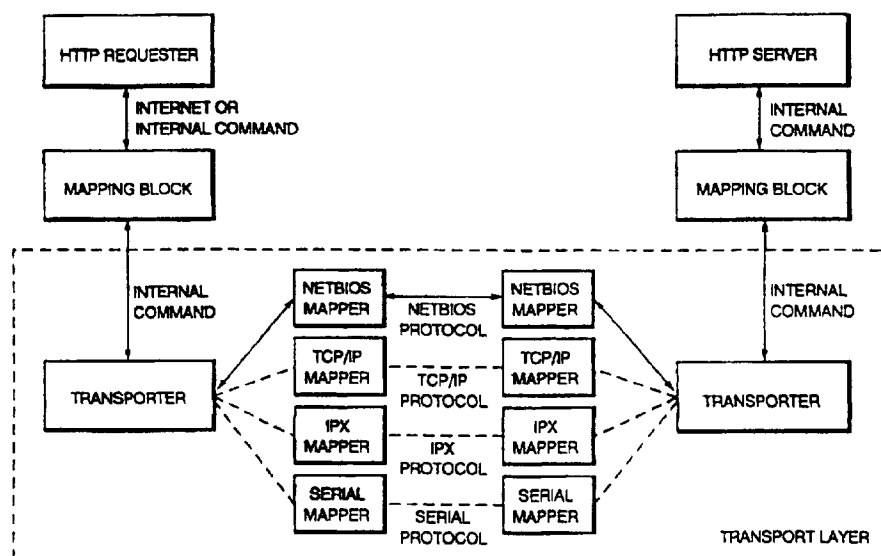 HTTP REQUESTER
HTTP SERVER
INTERNET OR
INTERNAL COMMAND
INTERNAL
COMMAND
MAPPING BLOCK
MAPPING BLOCK
INTERNAL
COMMAND
NETBIOS
MAPPER
NETBIOS
PROTOCOL
NETBIOS
MAPPER
INTERNAL
COMMAND
TRANSPORTER
TCP/IP
MAPPER
TCP/IP
PROTOCOL
TCP/IP
MAPPER
TRANSPORTER
IPX
MAPPER
IPX
PROTOCOL
IPX
MAPPER
SERIAL
MAPPER
SERIAL
PROTOCOL
SERIAL
MAPPER
TRANSPORT LAYER